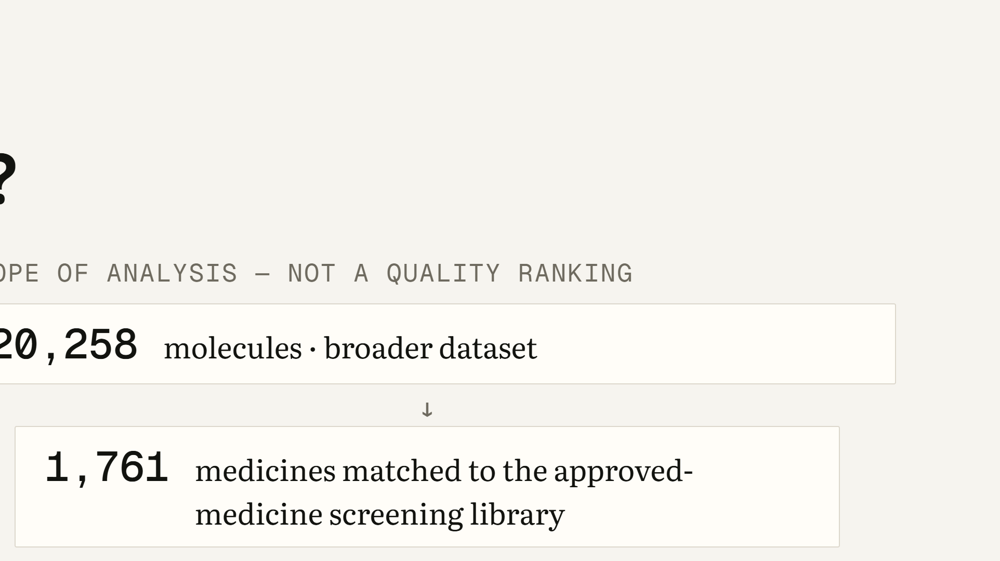 ?
OPE OF ANALYSIS — NOT A QUALITY RANKING
20,258 molecules · broader dataset
↓
1,761 medicines matched to the approved-
medicine screening library